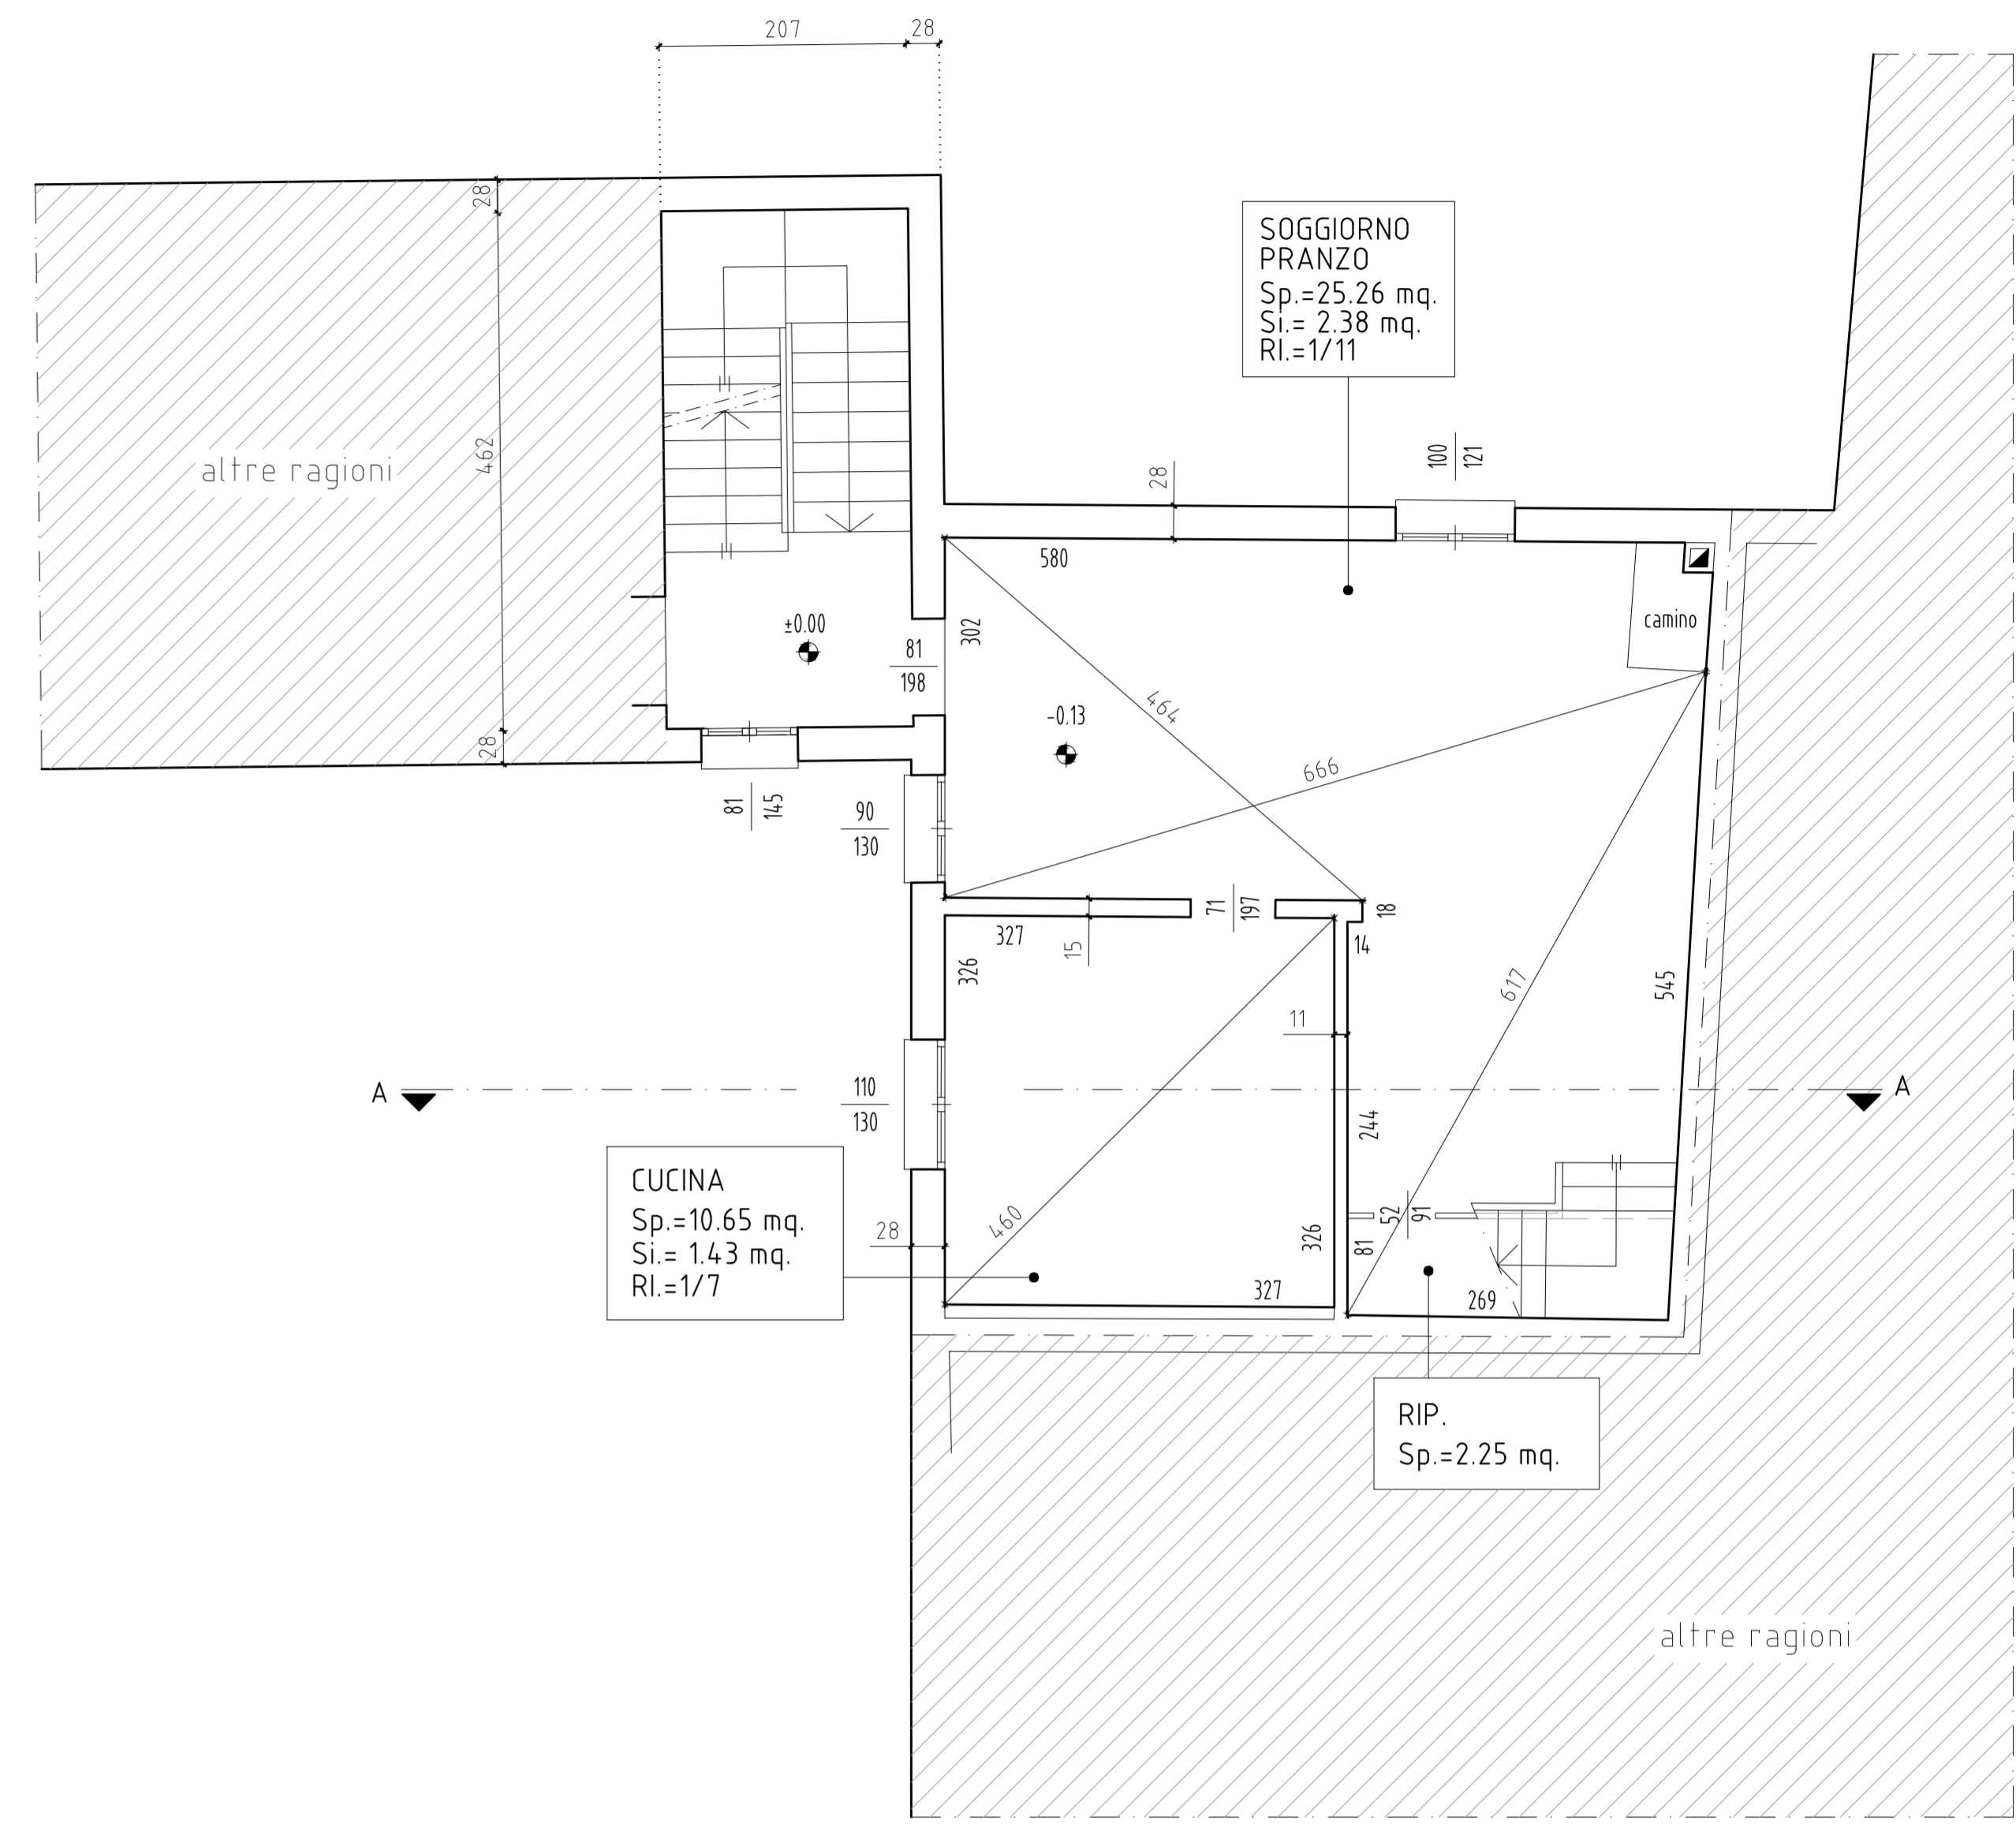 207
28
28
SOGGIORNO
PRANZO
Sp.=25.26 mq.
Si.= 2.38 mq.
RI.=1/11
462
altre ragioni
100
121
28
580
camino
±0.00
302
81
198
464
-0.13
666
28
81
145
90
130
71
197
18
327
15
14
326
617
545
11
A
110
130
A
244
CUCINA
Sp.=10.65 mq.
Si.= 1.43 mq.
RI.=1/7
28
460
326
52
91
81
327
269
RIP.
Sp.=2.25 mq.
altre ragioni